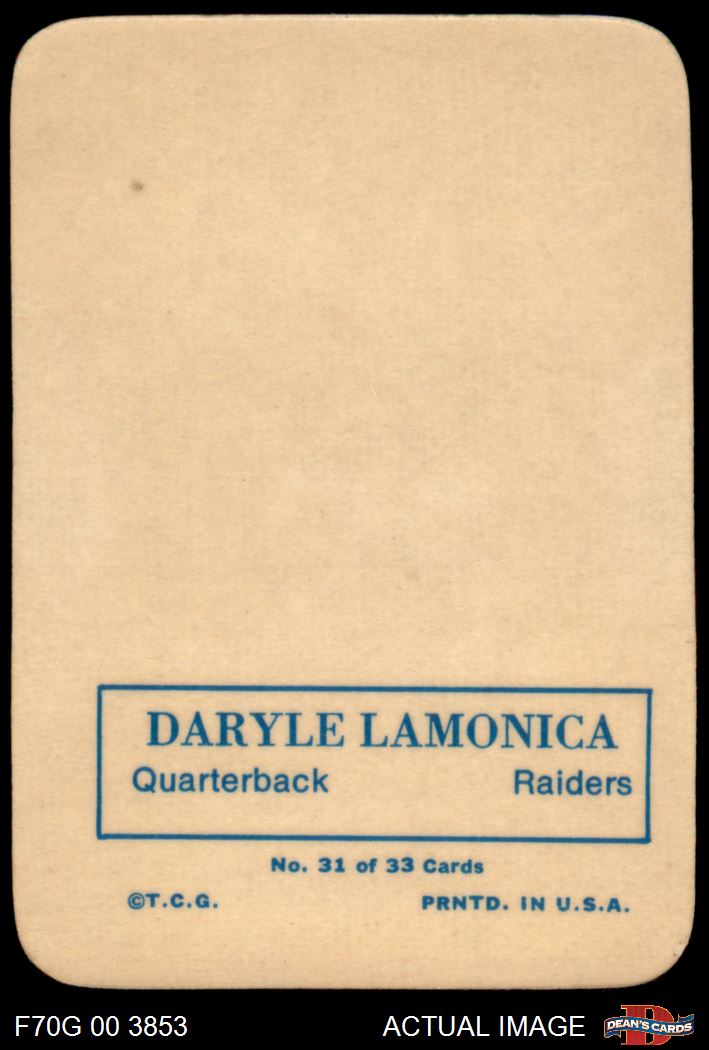 DARYLE LAMONICA
Quarterback Raiders
No. 31 of 33 Cards
©T.C.G. PRNTD. IN U.S.A.
F70G 00 3853 ACTUAL IMAGE D DEAN'S CARDS